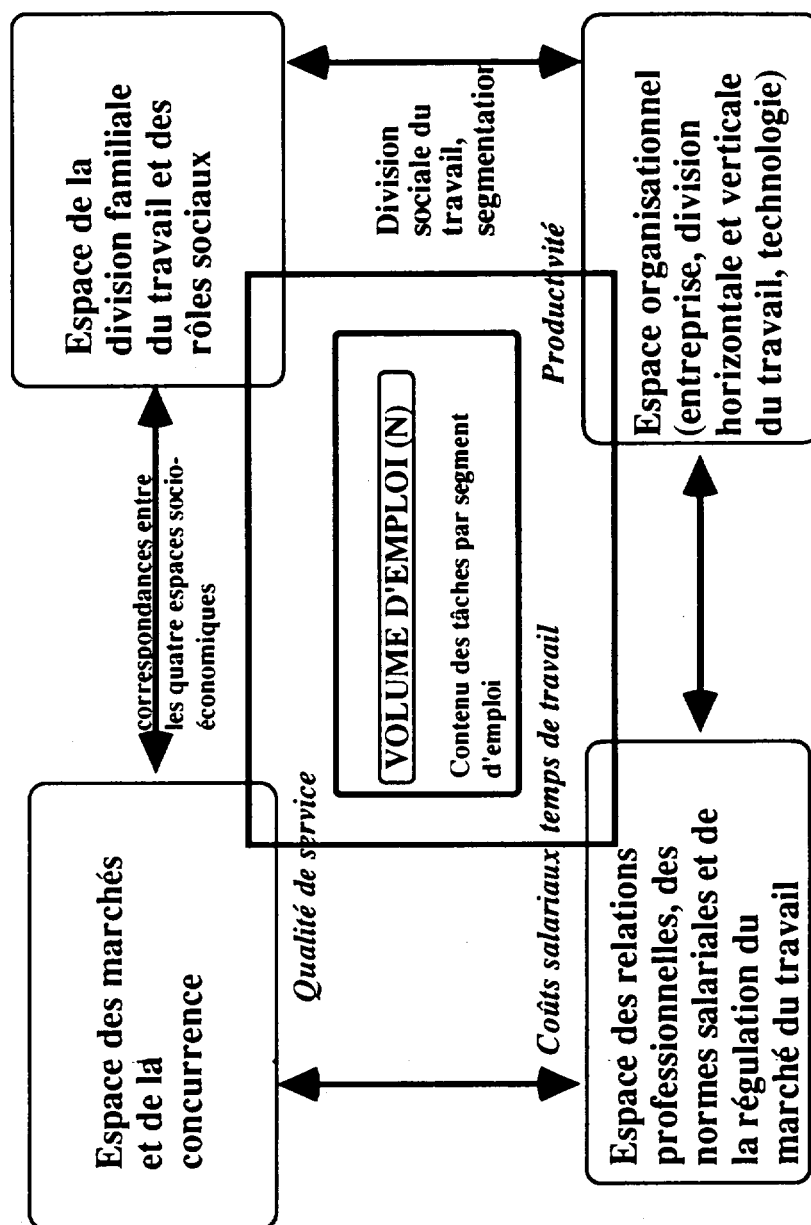 Espace des marchés
et de la
concurrence
correspondances entre
les quatre espaces socio-
économiques
Espace de la
division familiale
du travail et des
rôles sociaux
Qualité de service
VOLUME D'EMPLOI (N)
Contenu des tâches par segment
d'emploi
Division
sociale du
travail,
segmentation
Coûts salariaux, temps de travail
Productivité
Espace des relations
professionnelles, des
normes salariales et de
la régulation du
marché du travail
Espace organisationnel
(entreprise, division
horizontale et verticale
du travail, technologie)